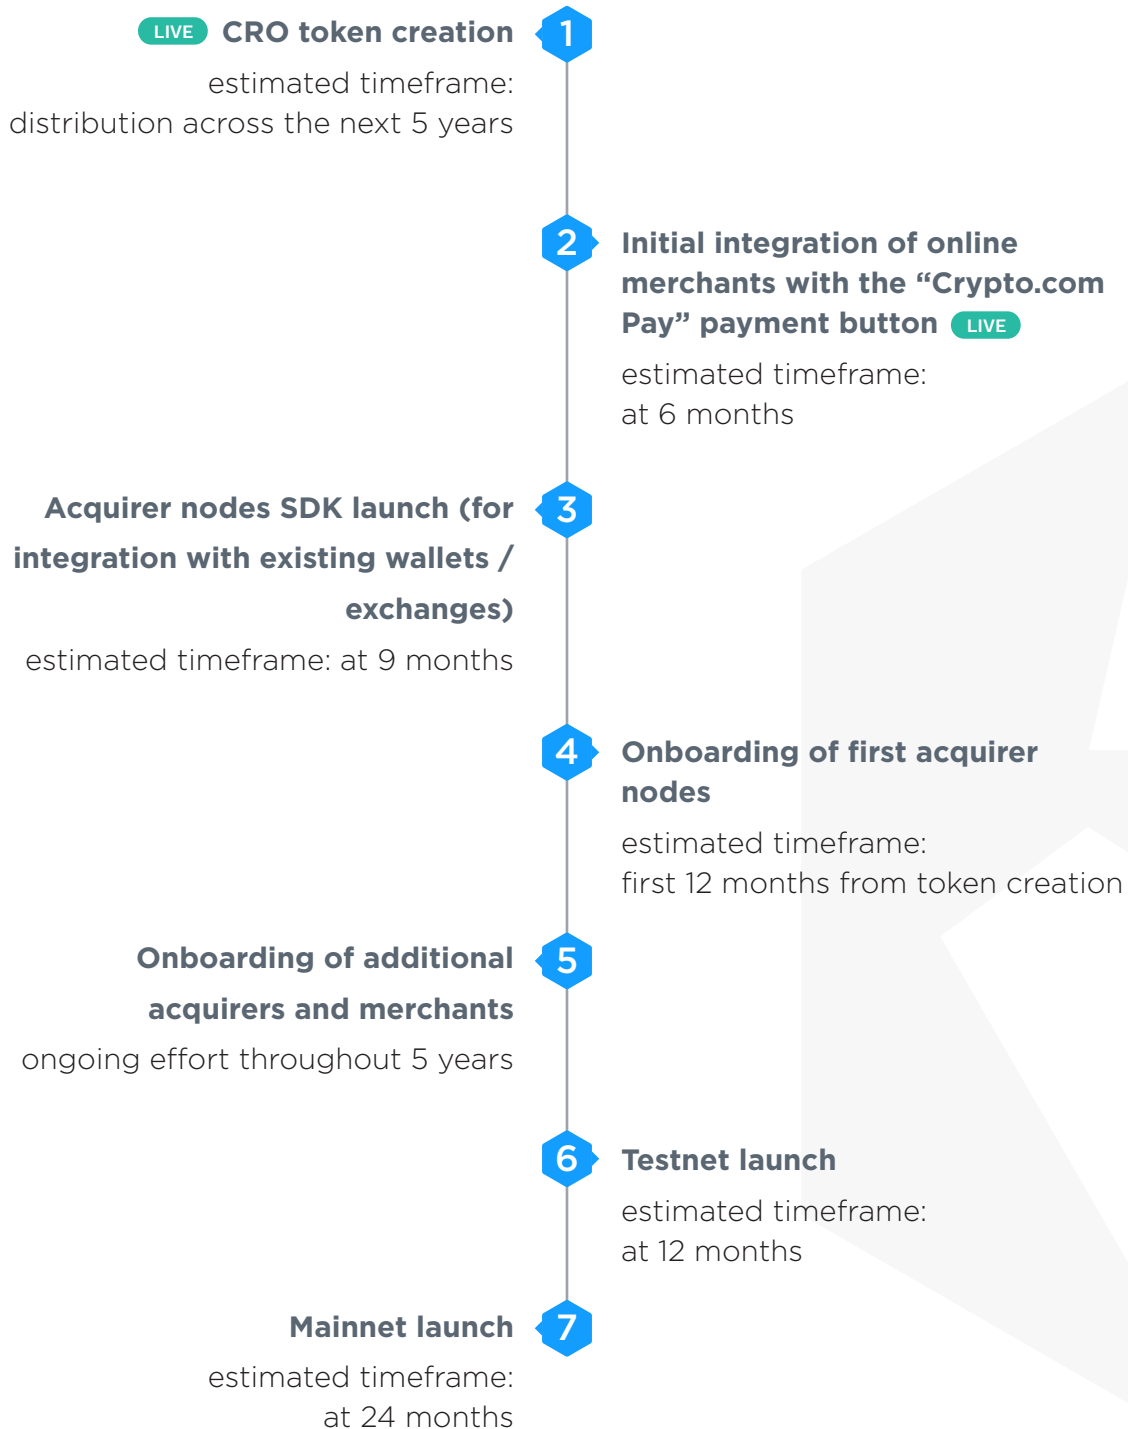 LIVE CRO token creation 1
estimated timeframe:
distribution across the next 5 years
2 Initial integration of online
merchants with the “Crypto.com
Pay” payment button LIVE
estimated timeframe:
at 6 months
Acquirer nodes SDK launch (for 3
integration with existing wallets /
exchanges)
estimated timeframe: at 9 months
4 Onboarding of first acquirer
nodes
estimated timeframe:
first 12 months from token creation
Onboarding of additional 5
acquirers and merchants
ongoing effort throughout 5 years
6 Testnet launch
estimated timeframe:
at 12 months
Mainnet launch 7
estimated timeframe:
at 24 months